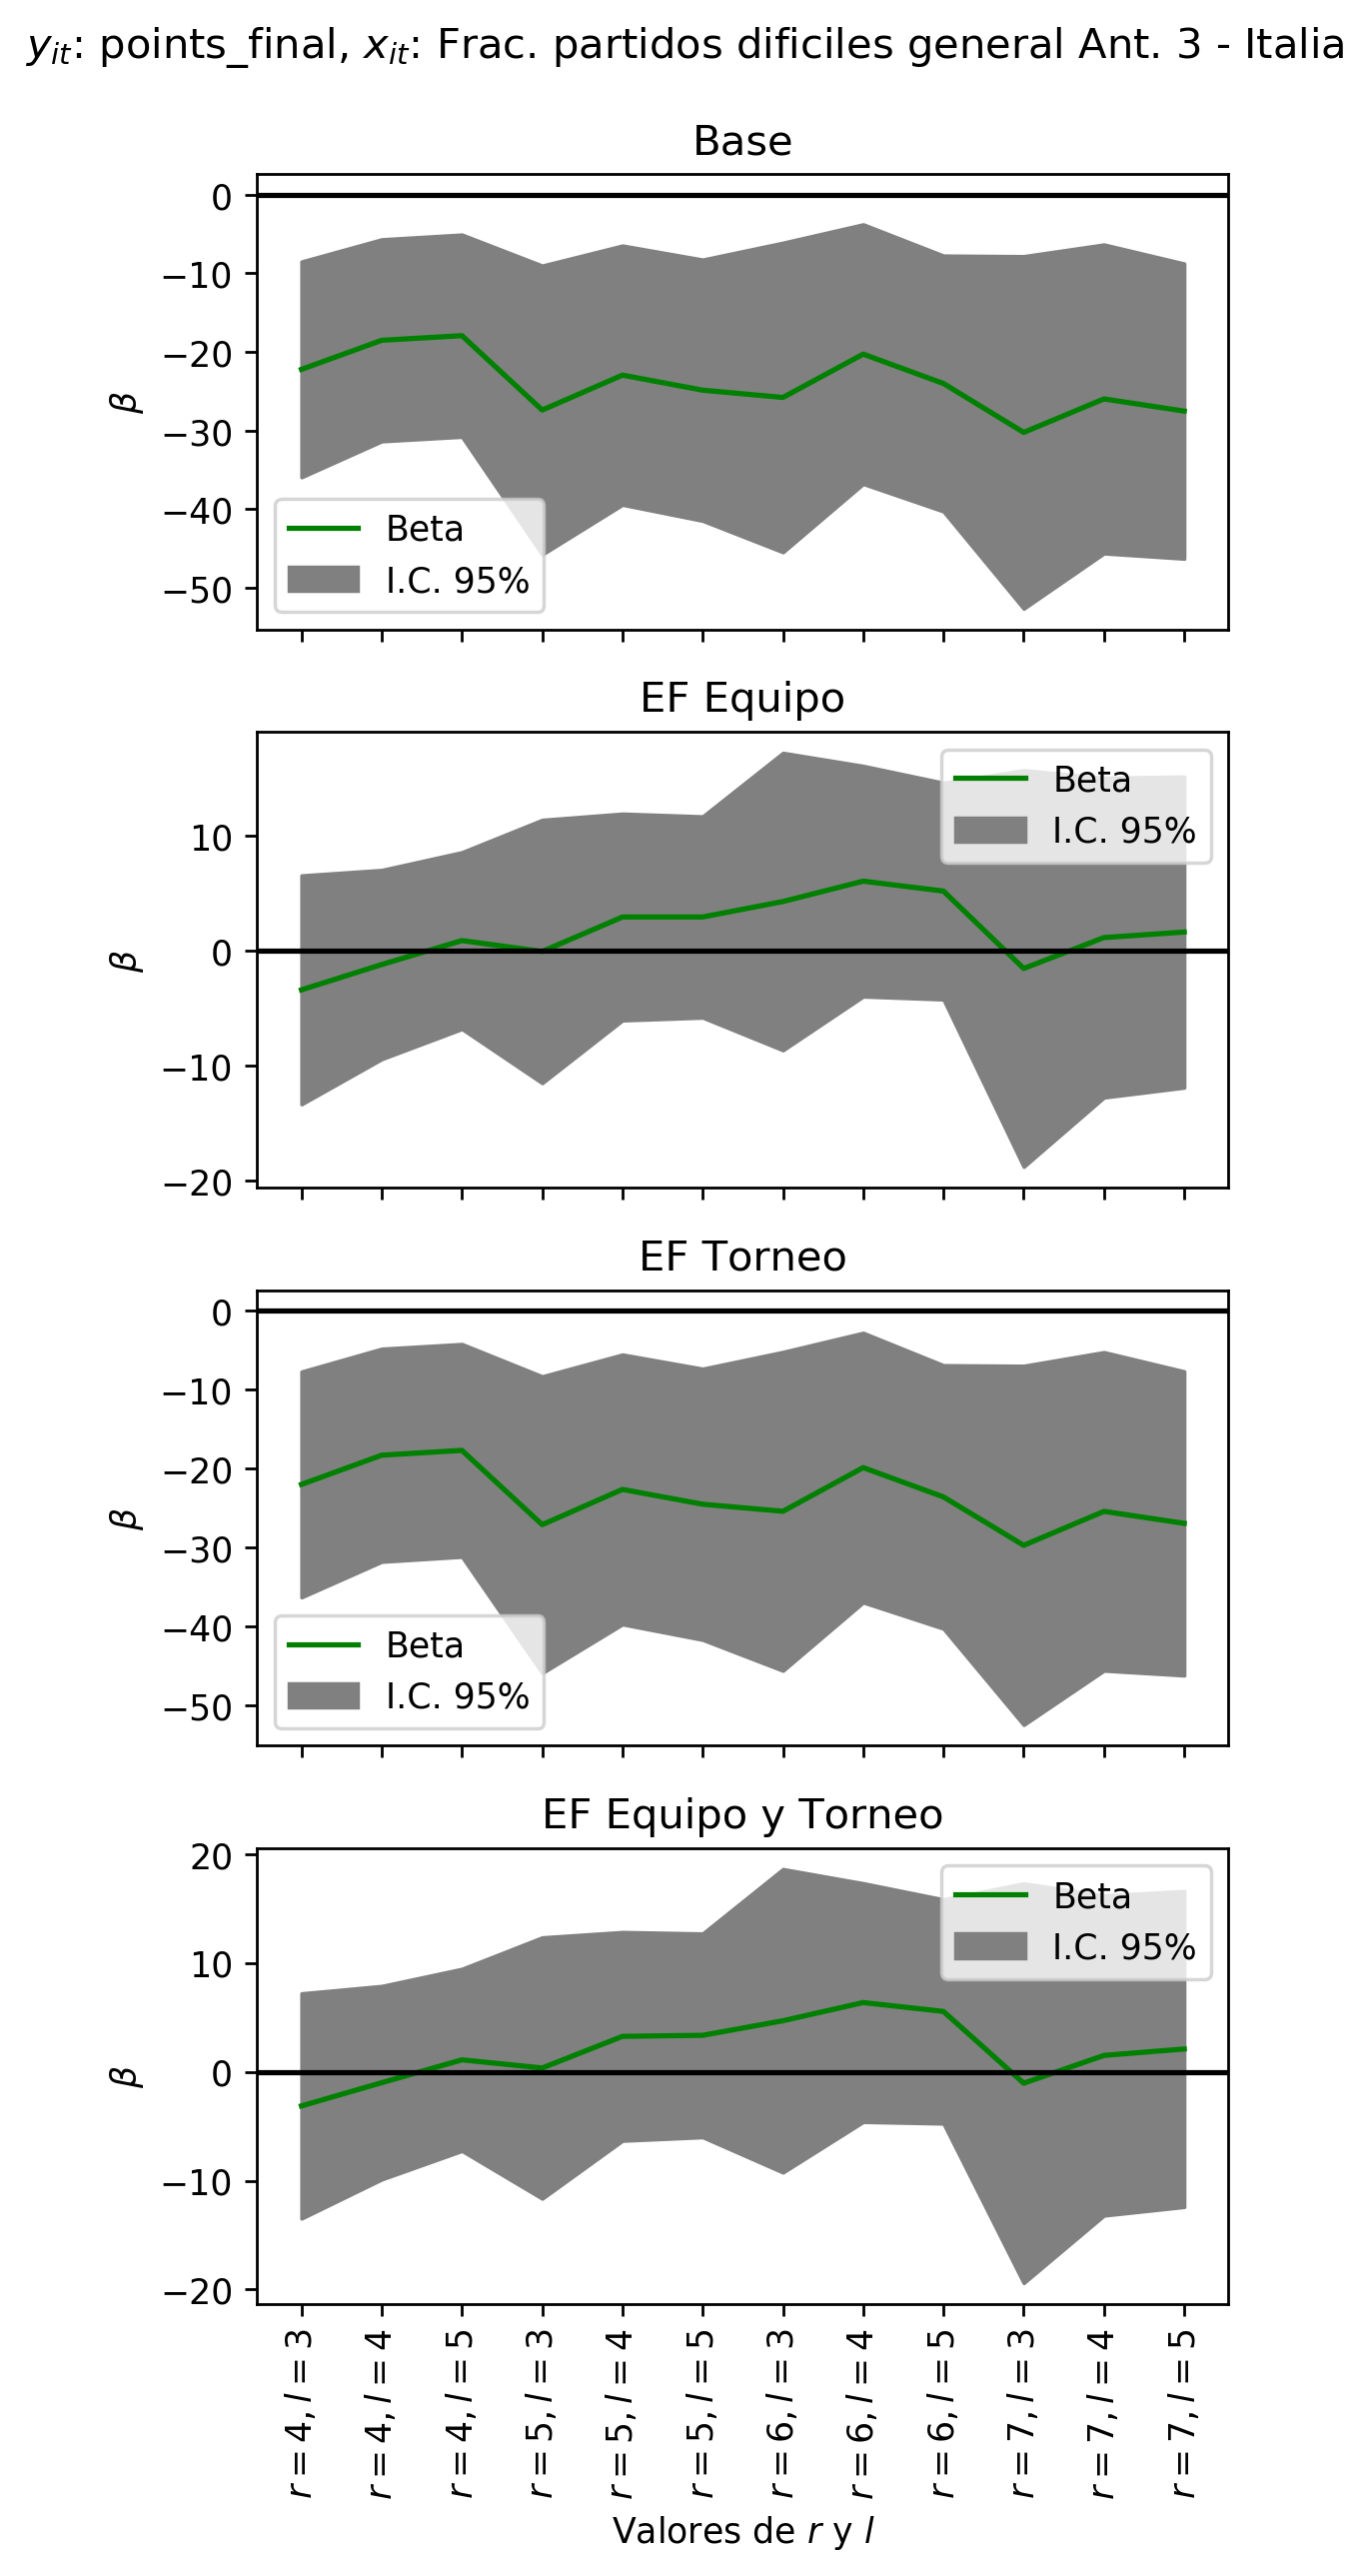 y_it: points_final, x_it: Frac. partidos dificiles general Ant. 3 - Italia
Base
0
−10
−20
−30
−40
−50
β
Beta
I.C. 95%
EF Equipo
10
0
−10
−20
β
Beta
I.C. 95%
EF Torneo
0
−10
−20
−30
−40
−50
β
Beta
I.C. 95%
EF Equipo y Torneo
20
10
0
−10
−20
β
Beta
I.C. 95%
r = 4, l = 3
r = 4, l = 4
r = 4, l = 5
r = 5, l = 3
r = 5, l = 4
r = 5, l = 5
r = 6, l = 3
r = 6, l = 4
r = 6, l = 5
r = 7, l = 3
r = 7, l = 4
r = 7, l = 5
Valores de r y l